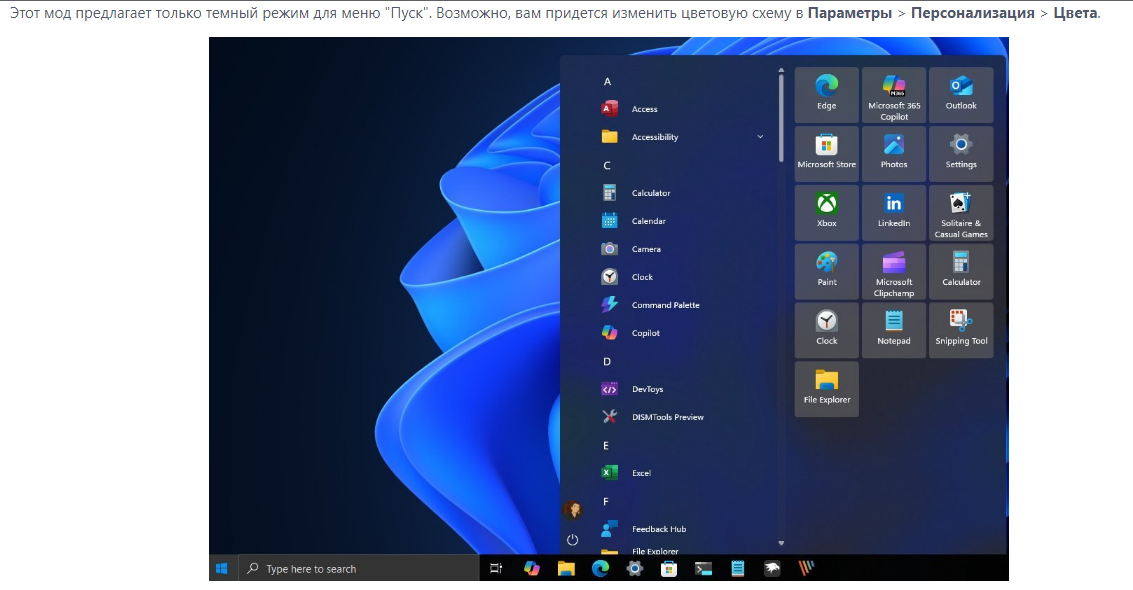 Этот мод предлагает только темный режим для меню "Пуск". Возможно, вам придется изменить цветовую схему в Параметры > Персонализация > Цвета.
A
Access
Accessibility
C
Calculator
Calendar
Camera
Clock
Command Palette
Copilot
D
DevToys
DISMTools Preview
E
Excel
F
Feedback Hub
File Explorer
Edge
Microsoft 365
Copilot
Outlook
Microsoft Store
Photos
Settings
Xbox
LinkedIn
Solitaire &
Casual Games
Paint
Microsoft
Clipchamp
Calculator
Clock
Notepad
Snipping Tool
File Explorer
Type here to search